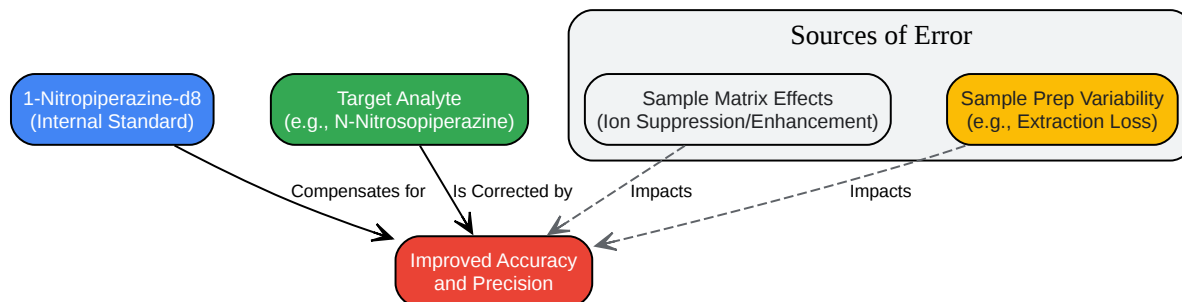 Sources of Error
1-Nitropiperazine-d8
(Internal Standard)
Target Analyte
(e.g., N-Nitrosopiperazine)
Sample Matrix Effects
(Ion Suppression/Enhancement)
Sample Prep Variability
(e.g., Extraction Loss)
Compensates for
Is Corrected by
Impacts
Impacts
Improved Accuracy
and Precision